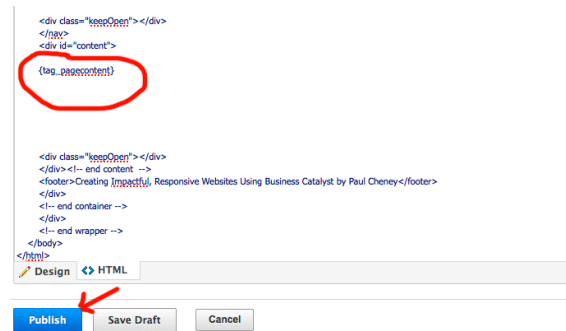 <div class="keepOpen"></div>
</nav>
<div id="content">
{tag_pagecontent}
<div class="keepOpen"></div>
</div><!-- end content -->
<footer>Creating Impactful, Responsive Websites Using Business Catalyst by Paul Cheney</footer>
</div>
<!-- end container -->
</div>
<!-- end wrapper -->
</body>
</html>
Design <> HTML
Publish Save Draft Cancel